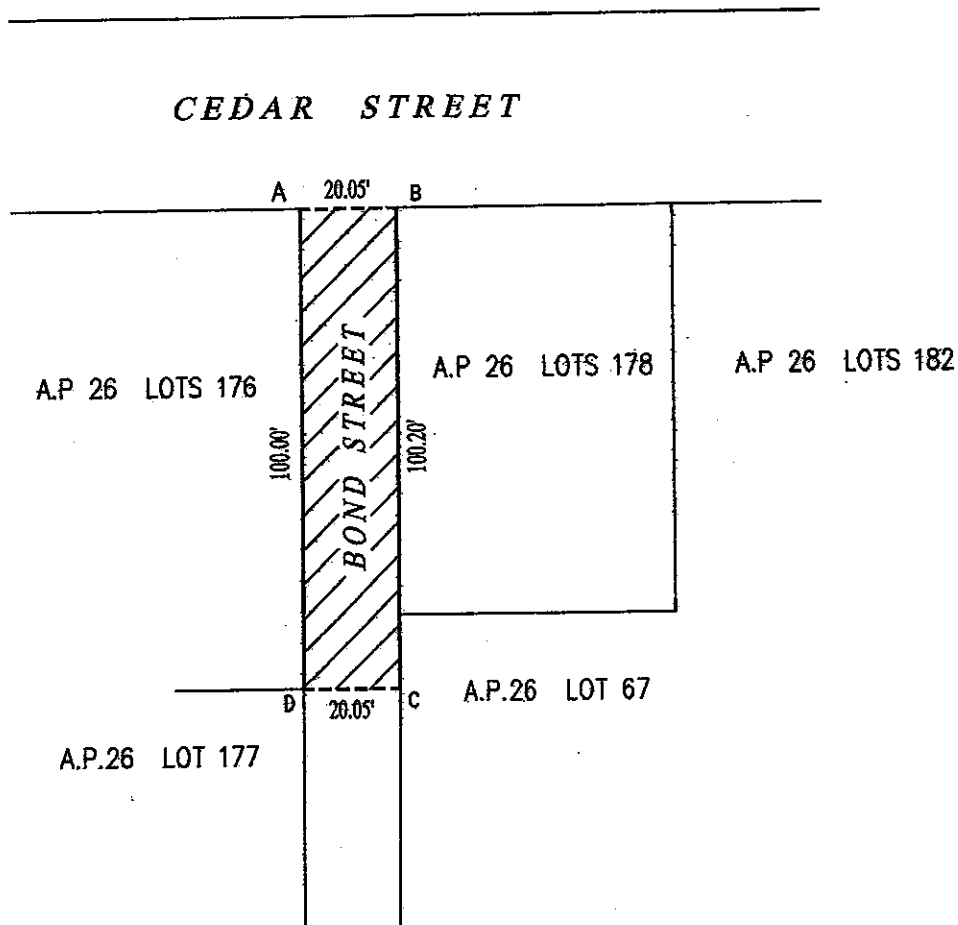 CEDAR STREET
A 20.05' B
A.P 26 LOTS 176
100.00'
BOND STREET
100.20'
A.P 26 LOTS 178
A.P 26 LOTS 182
D 20.05' C
A.P.26 LOT 67
A.P.26 LOT 177